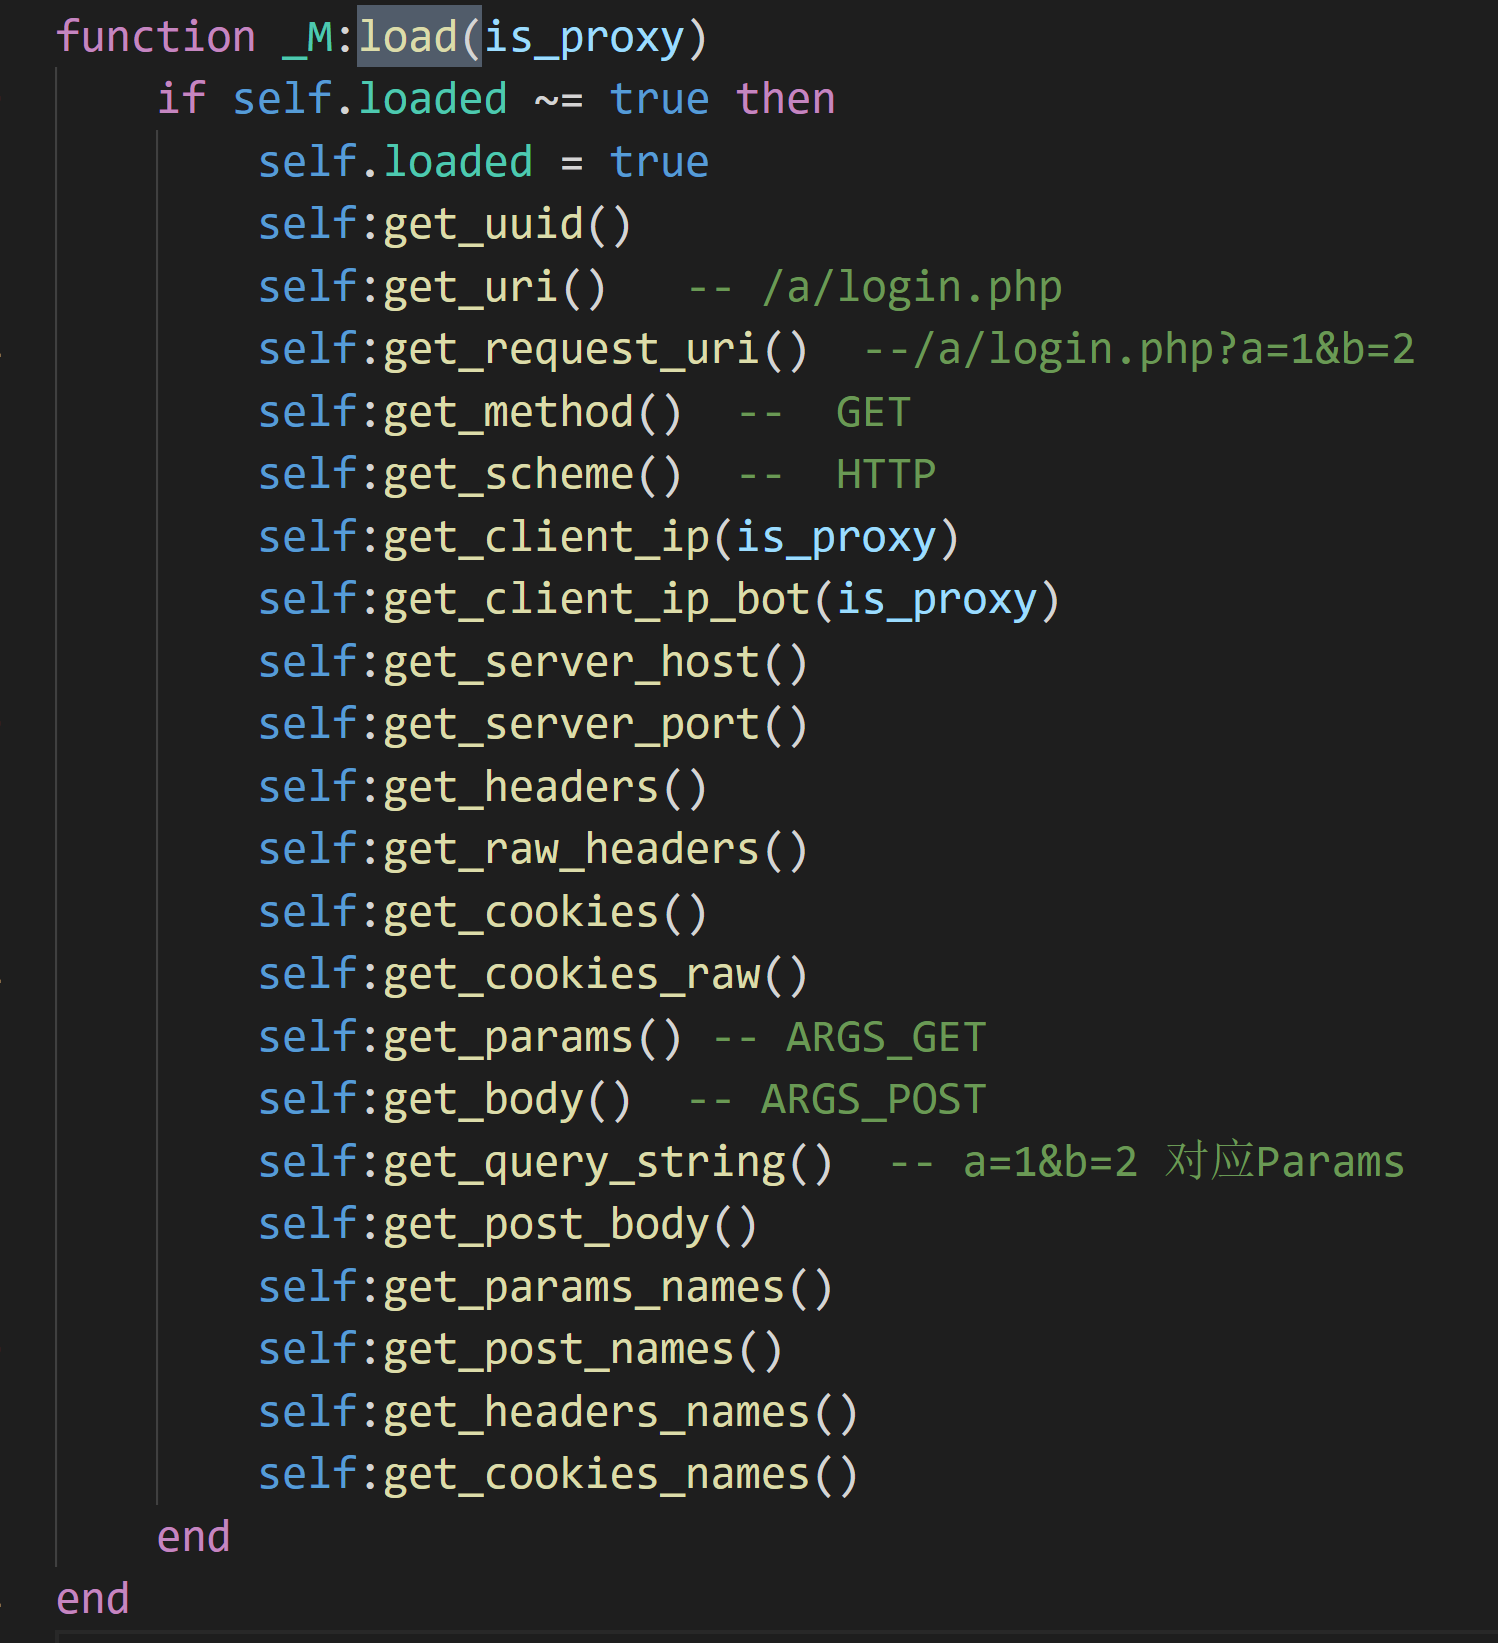 function _M:load(is_proxy)
    if self.loaded ~= true then
        self.loaded = true
        self:get_uuid()
        self:get_uri()   -- /a/login.php
        self:get_request_uri()  --/a/login.php?a=1&b=2
        self:get_method()  --  GET
        self:get_scheme()  --  HTTP
        self:get_client_ip(is_proxy)
        self:get_client_ip_bot(is_proxy)
        self:get_server_host()
        self:get_server_port()
        self:get_headers()
        self:get_raw_headers()
        self:get_cookies()
        self:get_cookies_raw()
        self:get_params() -- ARGS_GET
        self:get_body()  -- ARGS_POST
        self:get_query_string()  -- a=1&b=2 对应Params
        self:get_post_body()
        self:get_params_names()
        self:get_post_names()
        self:get_headers_names()
        self:get_cookies_names()
    end
end